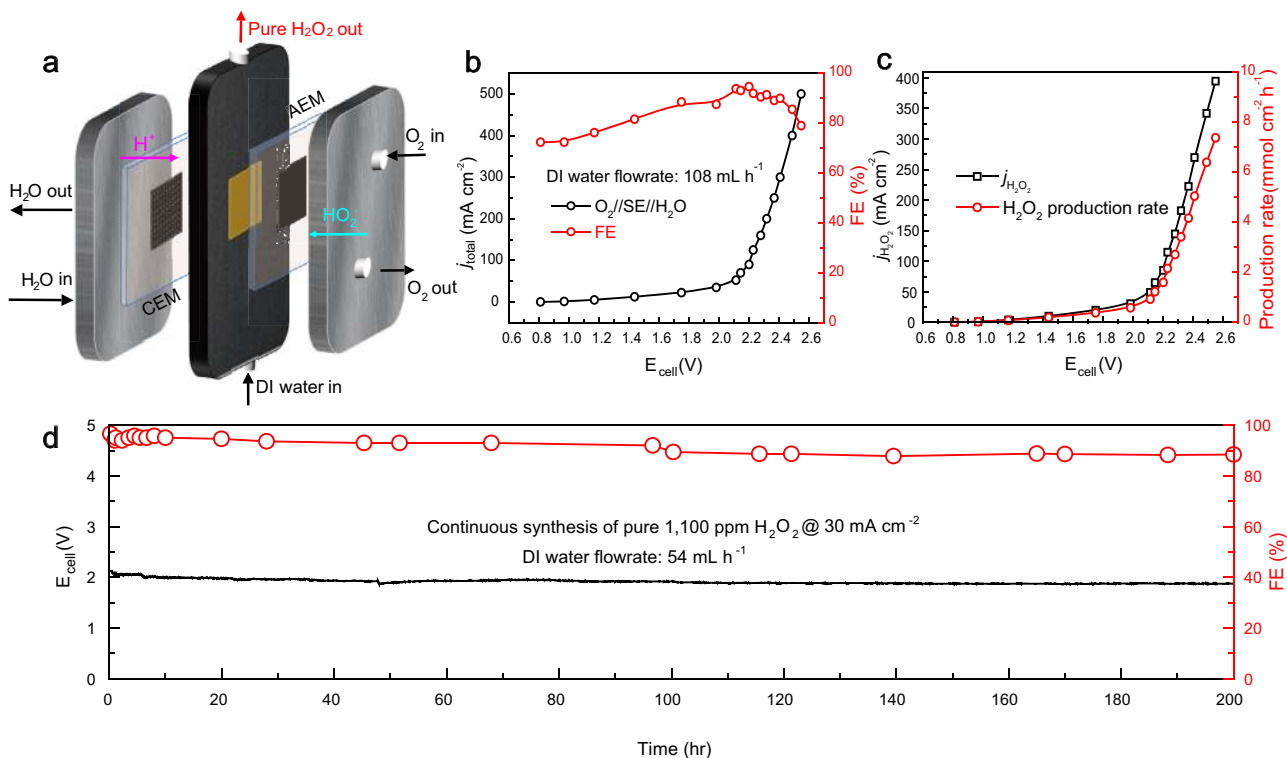 a
Pure H₂O₂ out
AEM
H⁺
O₂ in
H₂O out
HO₂⁻
H₂O in
O₂ out
CEM
DI water in
b
500
400
300
200
100
0
j_total (mA cm⁻²)
100
80
60
40
20
0
FE (%)
DI water flowrate: 108 mL h⁻¹
O₂//SE//H₂O
FE
0.6 0.8 1.0 1.2 1.4 1.6 1.8 2.0 2.2 2.4 2.6
E_cell (V)
c
400
350
300
250
200
150
100
50
0
j_H₂O₂ (mA cm⁻²)
10
8
6
4
2
0
Production rate(mmol cm⁻² h⁻¹)
j_H₂O₂
H₂O₂ production rate
0.6 0.8 1.0 1.2 1.4 1.6 1.8 2.0 2.2 2.4 2.6
E_cell (V)
d
5
4
3
2
1
0
E_cell (V)
100
80
60
40
20
0
FE (%)
Continuous synthesis of pure 1,100 ppm H₂O₂ @ 30 mA cm⁻²
DI water flowrate: 54 mL h⁻¹
0 20 40 60 80 100 120 140 160 180 200
Time (hr)